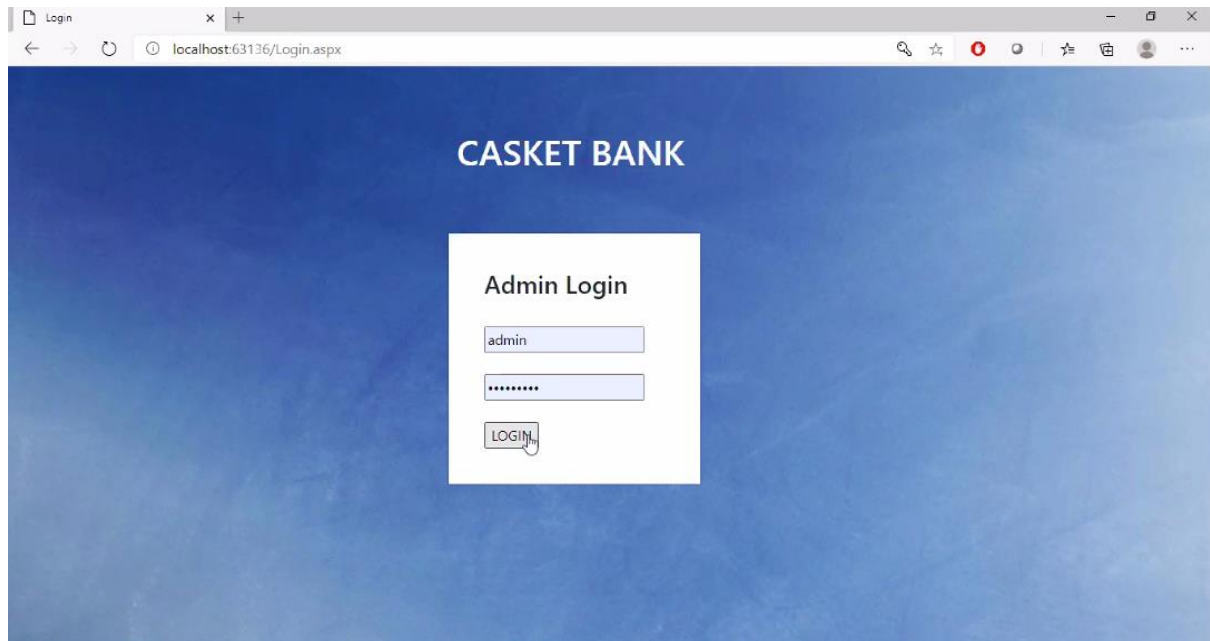 Login
localhost:63136/Login.aspx
CASKET BANK
Admin Login
admin
•••••••••
LOGIN